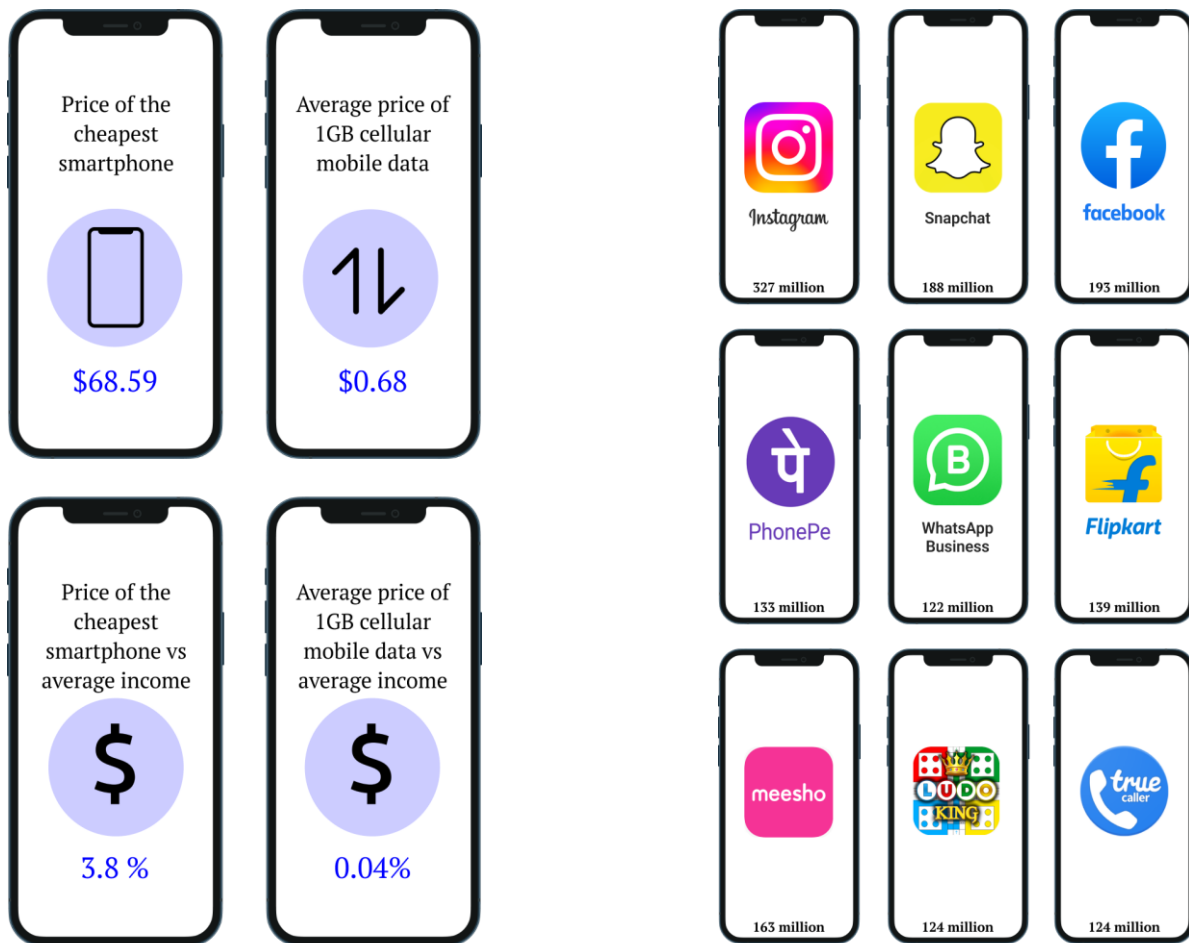 Price of the
cheapest
smartphone
$68.59
Average price of
1GB cellular
mobile data
$0.68
Price of the
cheapest
smartphone vs
average income
$
3.8 %
Average price of
1GB cellular
mobile data vs
average income
$
0.04%
Instagram
327 million
Snapchat
188 million
f
facebook
193 million
पे
PhonePe
133 million
B
WhatsApp
Business
122 million
f
Flipkart
139 million
meesho
163 million
LUDO
KING
124 million
true
caller
124 million